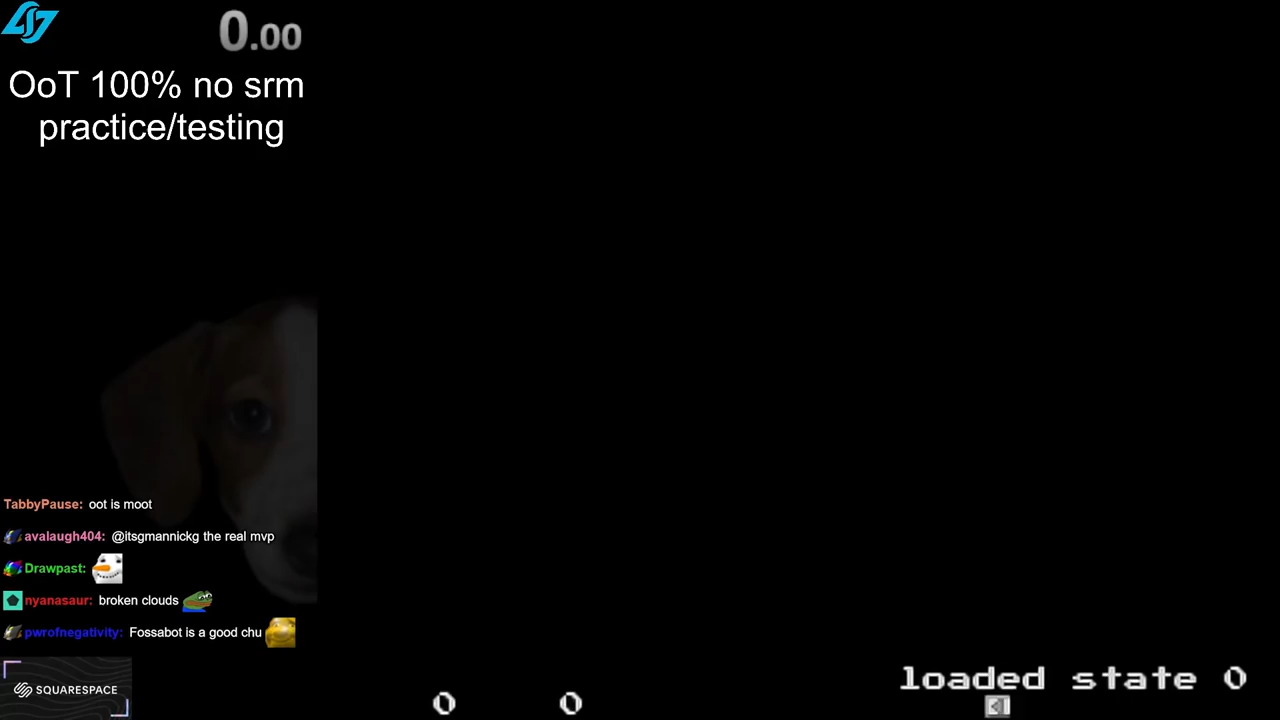 0.00
OoT 100% no srm
practice/testing
TabbyPause: oot is moot
avalaugh404: @itsgmannickg the real mvp
Drawpast:
nyanasaur: broken clouds
pwrofnegativity: Fossabot is a good chu
SQUARESPACE
loaded state 0
0 0